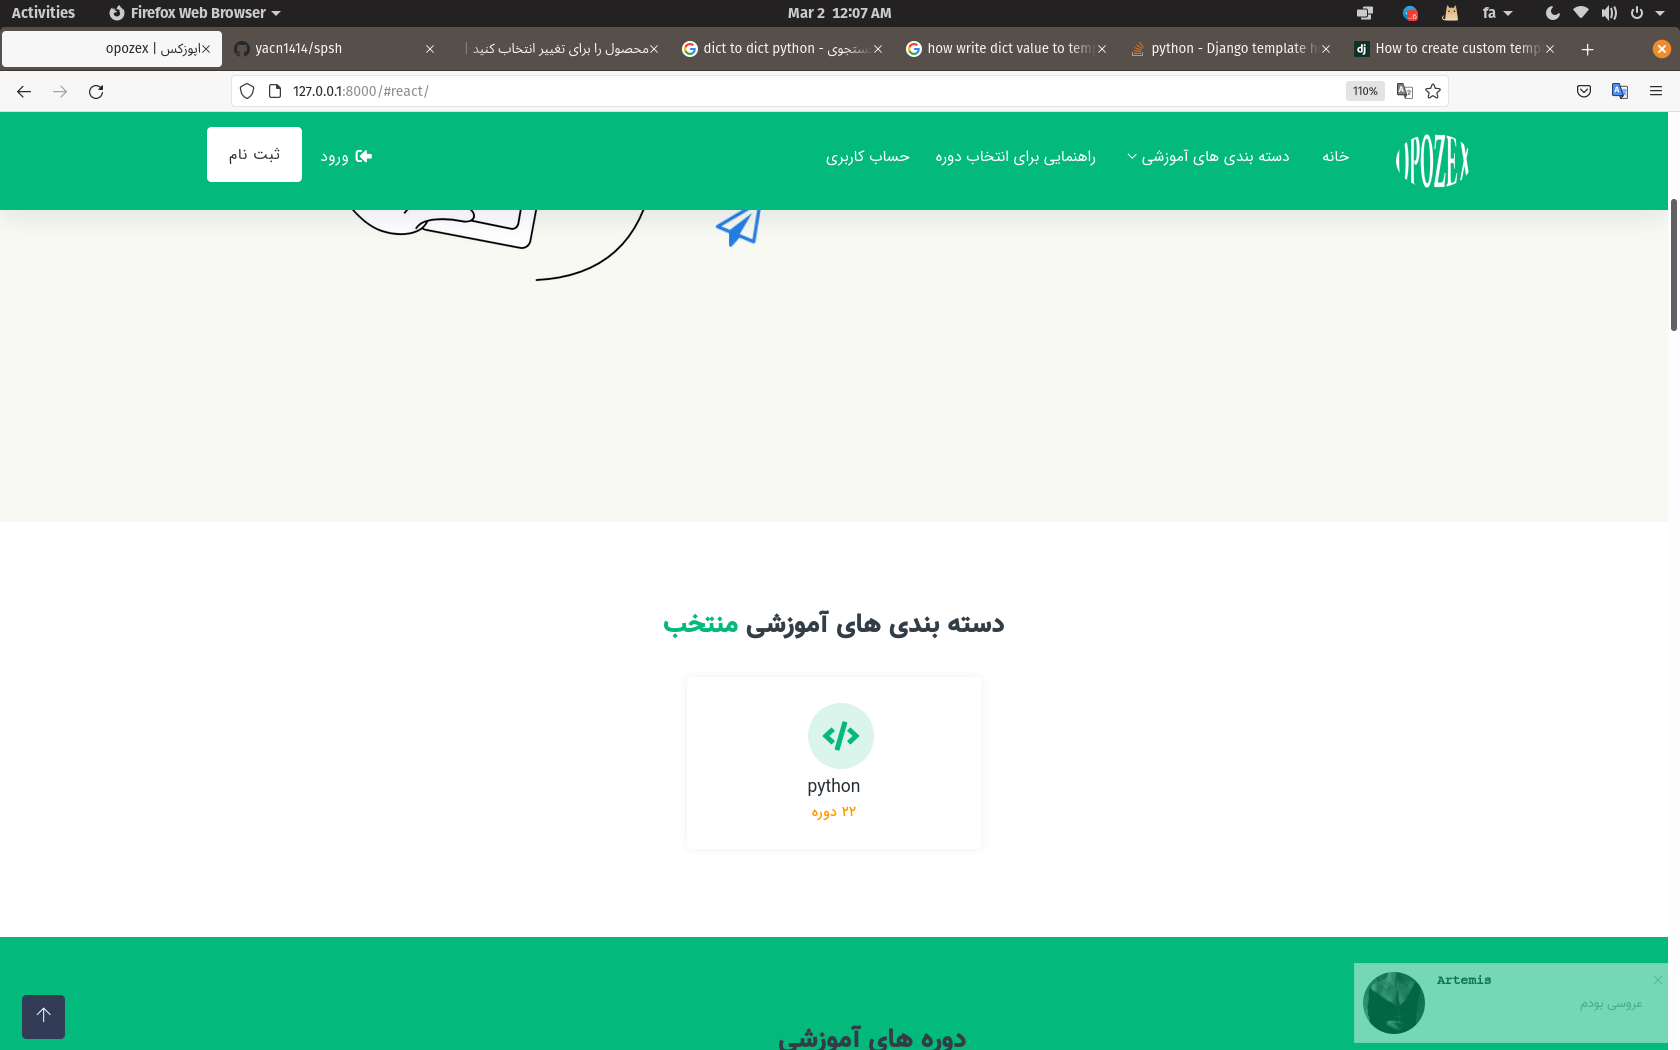 Activities
Firefox Web Browser
Mar 2 12:07 AM
fa
اپوزکس | opozex
yacn1414/spsh
محصول را برای تغییر انتخاب کنید |
dict to dict python - جستجوی
how write dict value to temp
python - Django template h
How to create custom temp
127.0.0.1:8000/#react/
110%
OPOZEX
خانه
دسته بندی های آموزشی
راهنمایی برای انتخاب دوره
حساب کاربری
ورود
ثبت نام
دسته بندی های آموزشی منتخب
python
۲۲ دوره
دوره های آموزشی
Artemis
عروسی بودم